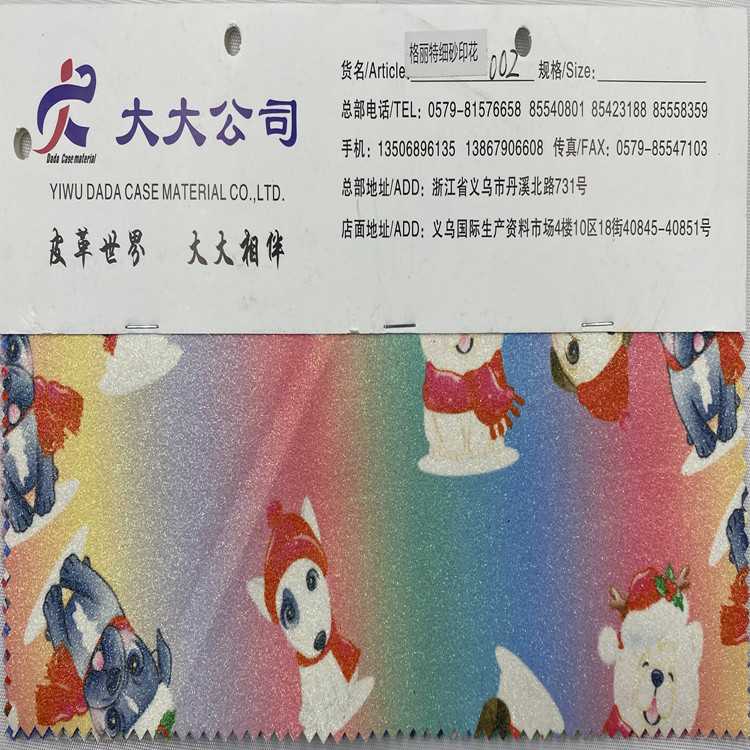 大大公司
Dada Case material
YIWU DADA CASE MATERIAL CO.,LTD.
皮革世界 大大相伴
格丽特细砂印花
货名/Article: 002 规格/Size:
总部电话/TEL: 0579-81576658 85540801 85423188 85558359
手机: 13506896135 13867906608 传真/FAX: 0579-85547103
总部地址/ADD: 浙江省义乌市丹溪北路731号
店面地址/ADD: 义乌国际生产资料市场4楼10区18街40845-40851号